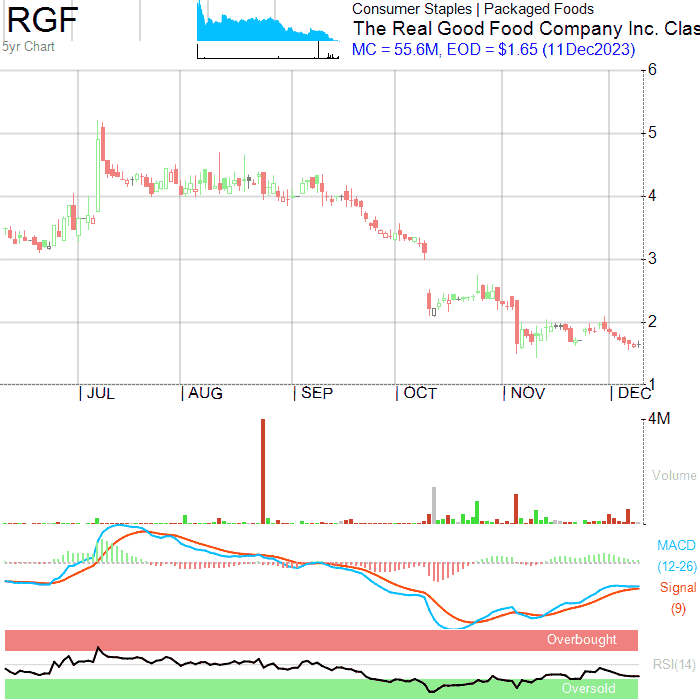 RGF
5yr Chart
Consumer Staples | Packaged Foods
The Real Good Food Company Inc. Clas
MC = 55.6M, EOD = $1.65 (11Dec2023)
6
5
4
3
2
1
JUL
AUG
SEP
OCT
NOV
DEC
4M
Volume
MACD
(12-26)
Signal
(9)
Overbought
RSI(14)
Oversold